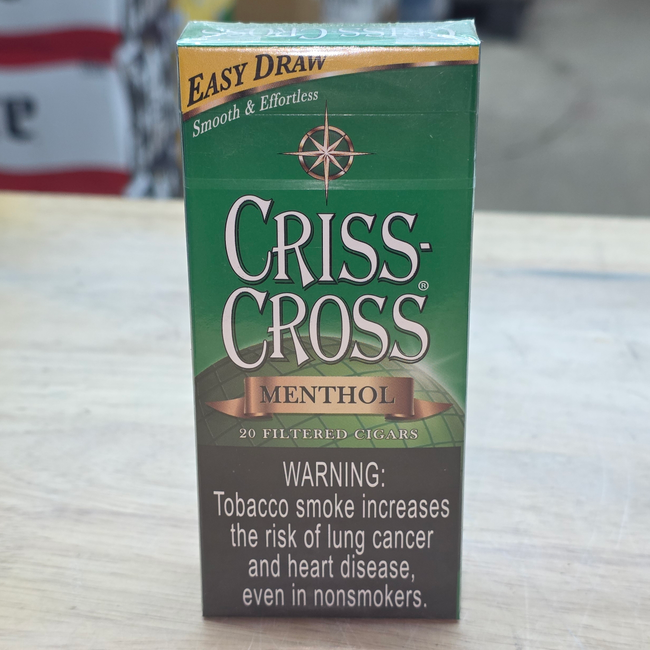 EASY DRAW
Smooth & Effortless
CRISS-
CROSS®
MENTHOL
20 FILTERED CIGARS
WARNING:
Tobacco smoke increases
the risk of lung cancer
and heart disease,
even in nonsmokers.